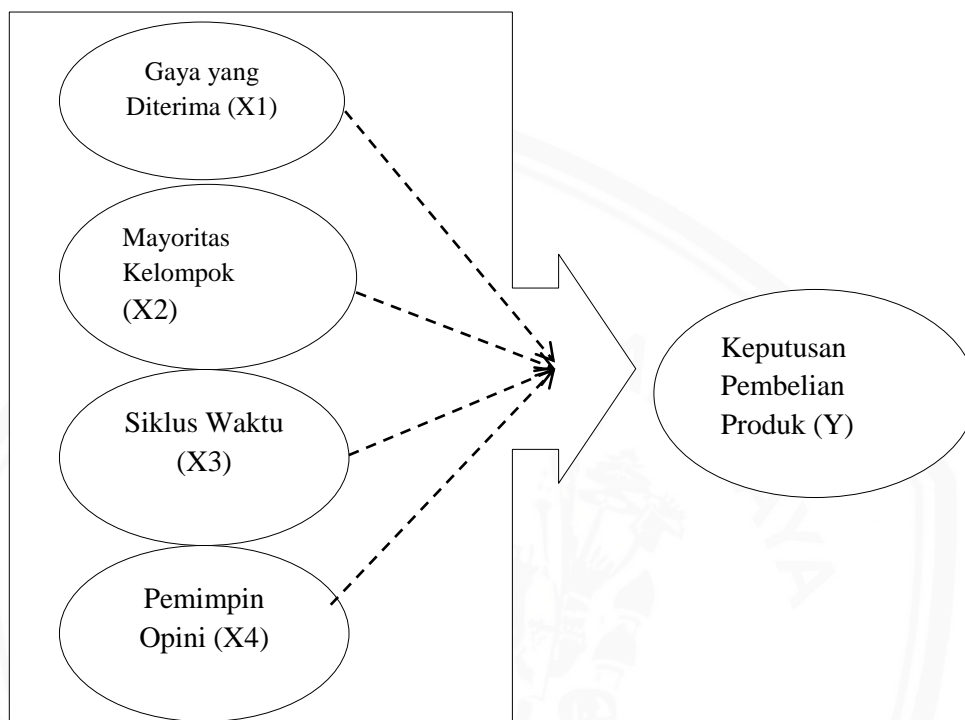 Gaya yang
Diterima (X1)
Mayoritas
Kelompok
(X2)
Siklus Waktu
(X3)
Pemimpin
Opini (X4)
Keputusan
Pembelian
Produk (Y)